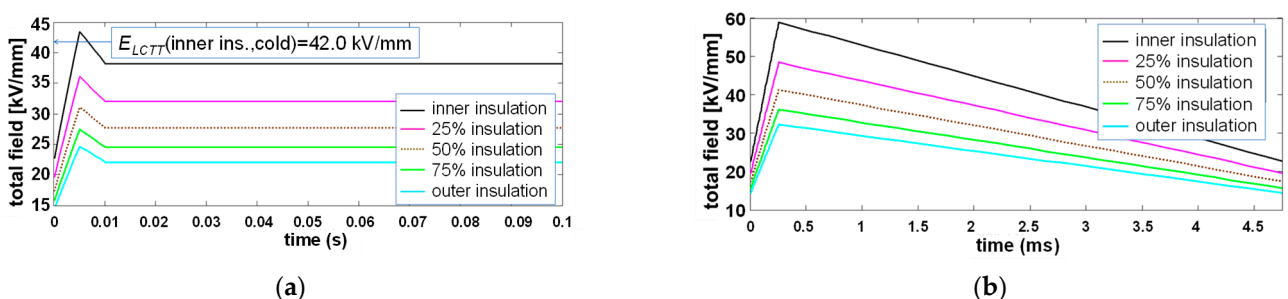 45
40
35
30
25
20
15
total field [kV/mm]
E_LCTT(inner ins.,cold)=42.0 kV/mm
inner insulation
25% insulation
50% insulation
75% insulation
outer insulation
0 0.01 0.02 0.03 0.04 0.05 0.06 0.07 0.08 0.09 0.1
time (s)
(a)
60
50
40
30
20
10
total field [kV/mm]
inner insulation
25% insulation
50% insulation
75% insulation
outer insulation
0 0.5 1 1.5 2 2.5 3 3.5 4 4.5
time (ms)
(b)